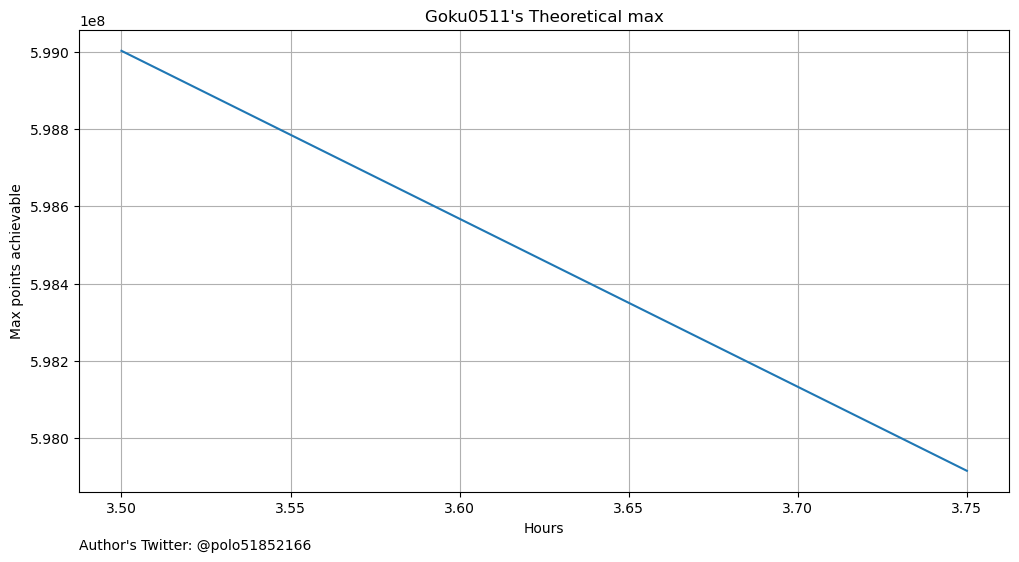 Goku0511's Theoretical max
1e8
5.990
5.988
5.986
5.984
5.982
5.980
Max points achievable
3.50 3.55 3.60 3.65 3.70 3.75
Hours
Author's Twitter: @polo51852166